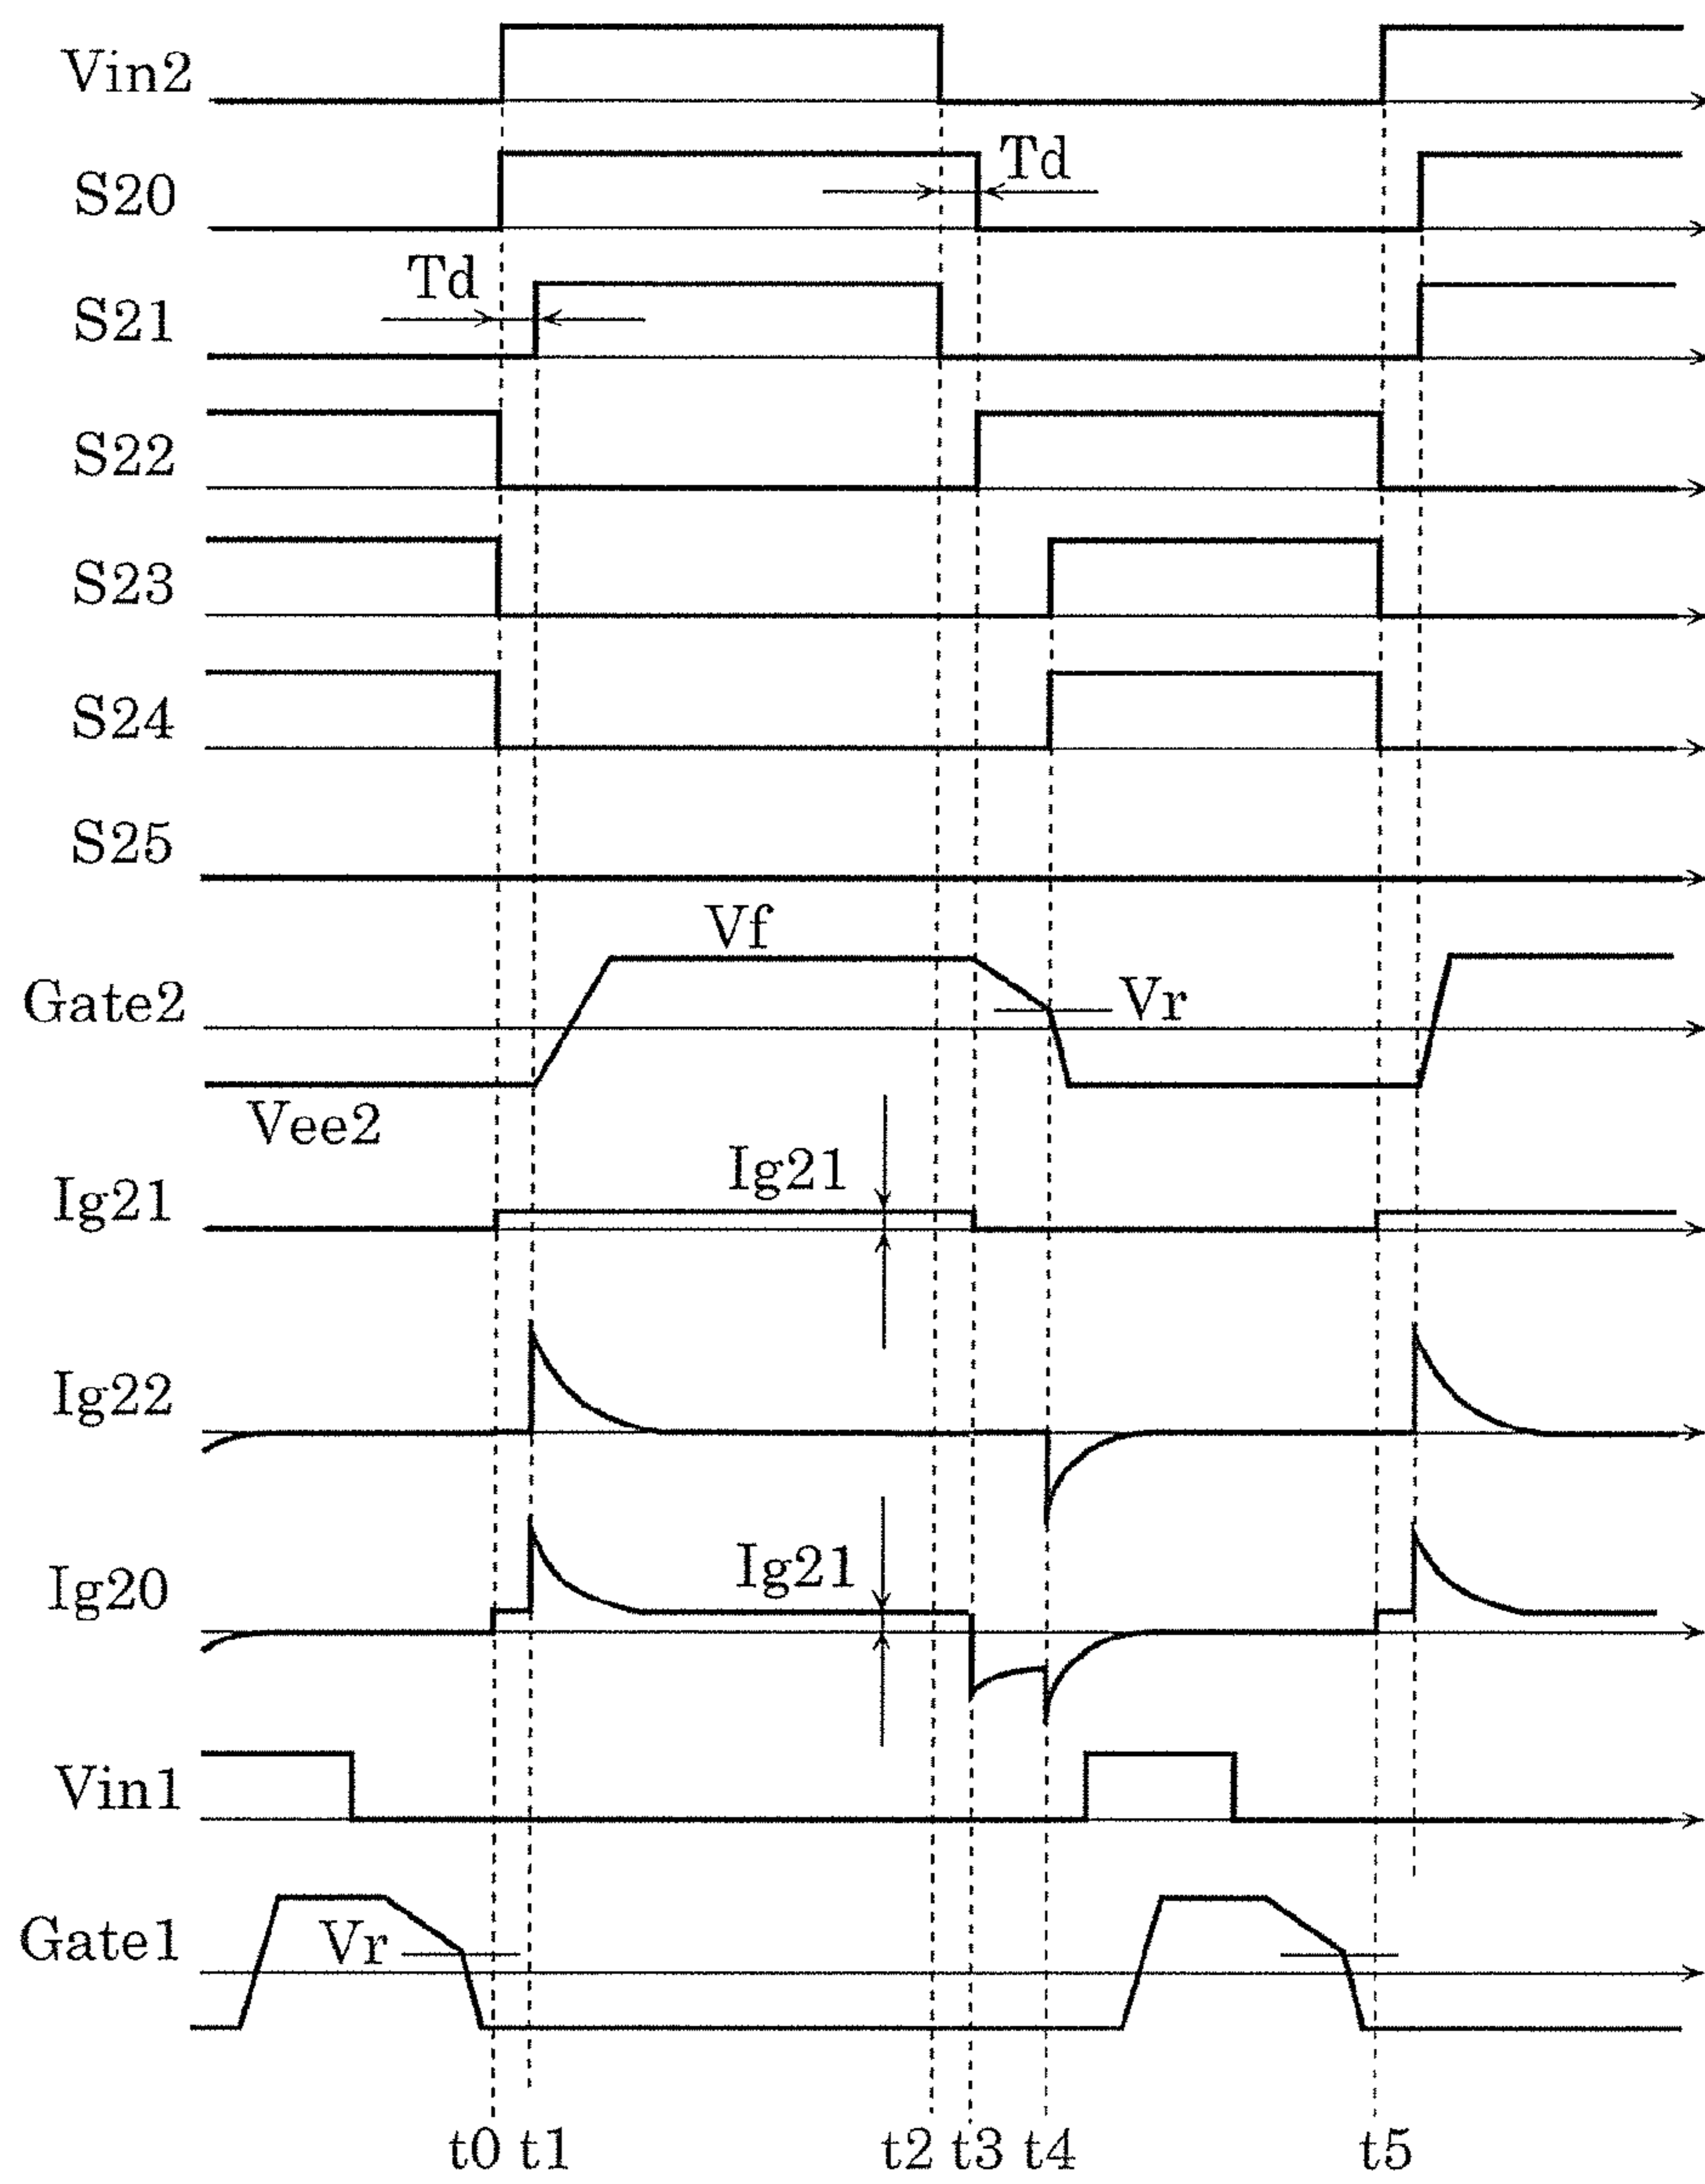 Vin2
Td
S20
Td
S21
S22
S23
S24
S25
Vf
Gate2
Vr
Vee2
Ig21
Ig21
Ig22
Ig21
Ig20
Vin1
Gate1
Vr
t0 t1 t2 t3 t4 t5